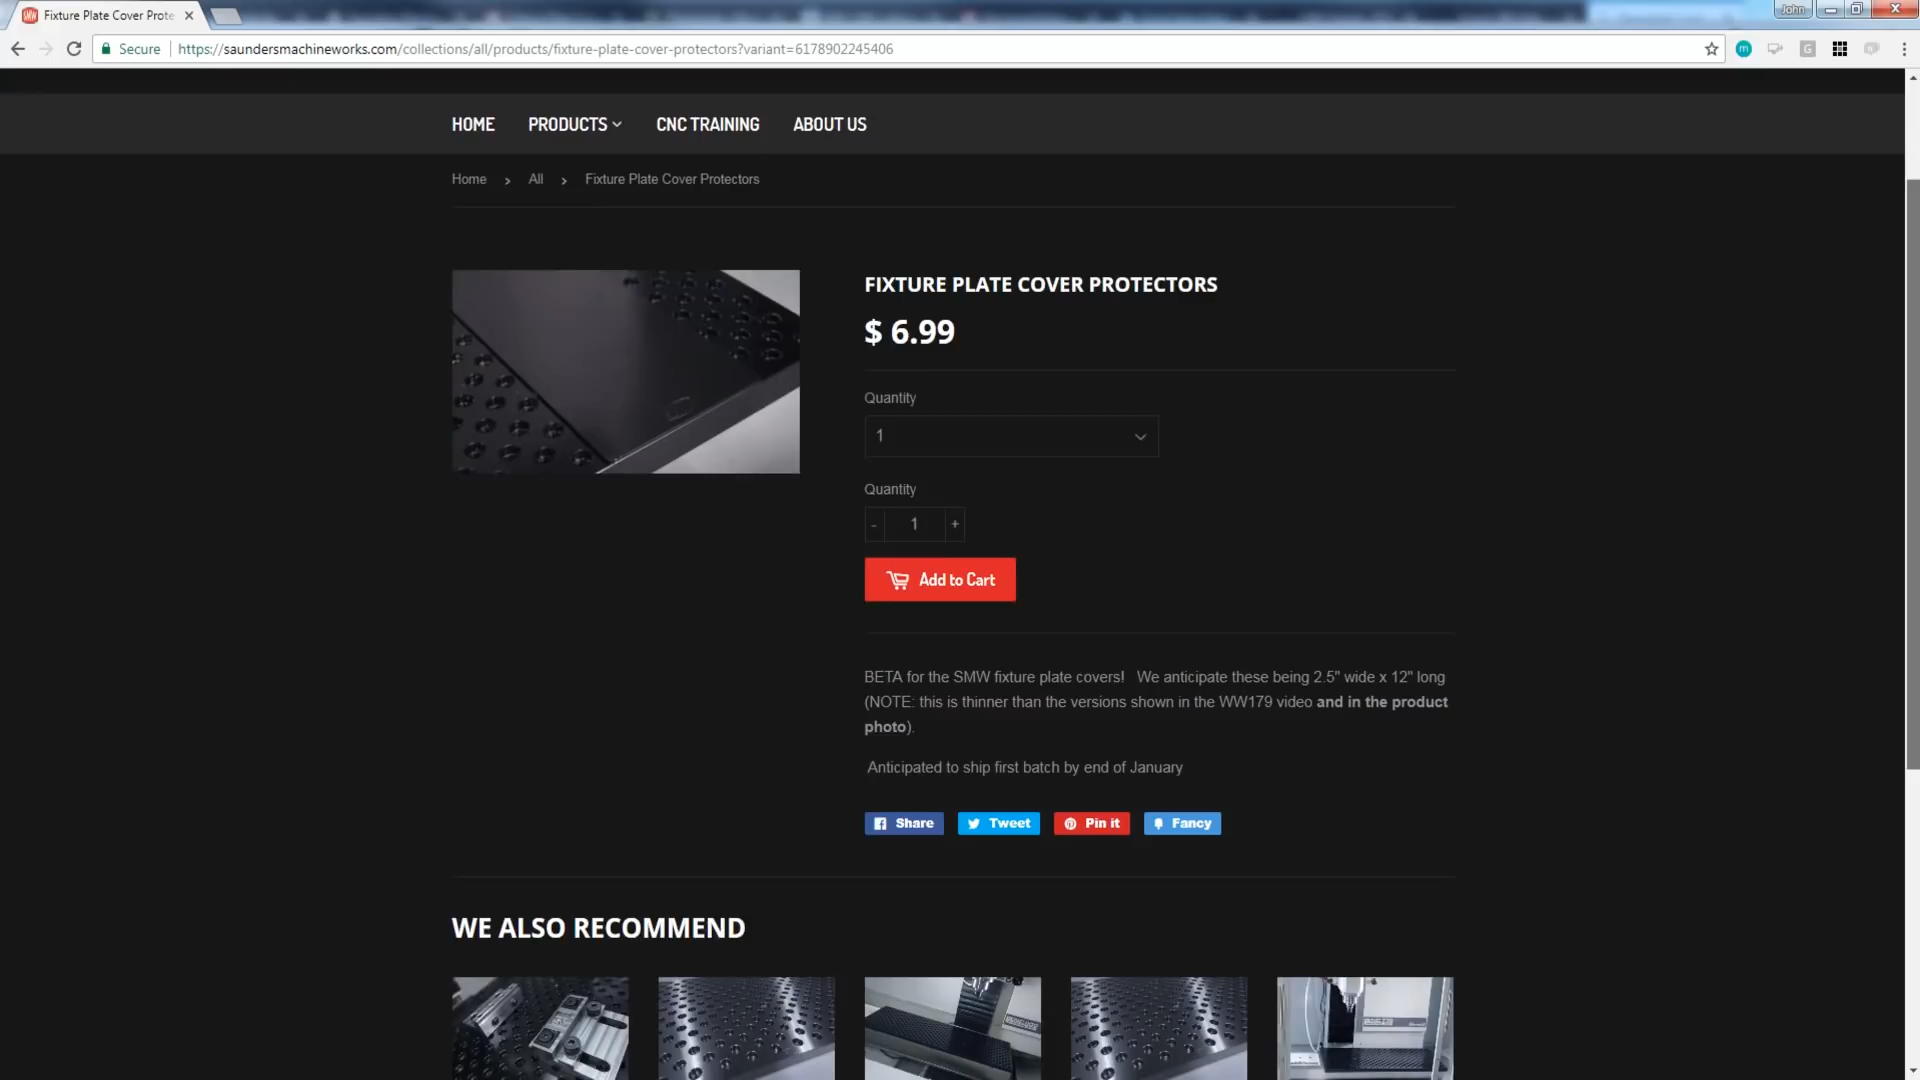 Fixture Plate Cover Prote
John
Secure
https://saundersmachineworks.com/collections/all/products/fixture-plate-cover-protectors?variant=6178902245406
HOME PRODUCTS CNC TRAINING ABOUT US
Home › All › Fixture Plate Cover Protectors
FIXTURE PLATE COVER PROTECTORS
$ 6.99
Quantity
1
Quantity
- 1 +
Add to Cart
BETA for the SMW fixture plate covers! We anticipate these being 2.5" wide x 12" long
(NOTE: this is thinner than the versions shown in the WW179 video and in the product
photo).
Anticipated to ship first batch by end of January
Share Tweet Pin it Fancy
WE ALSO RECOMMEND